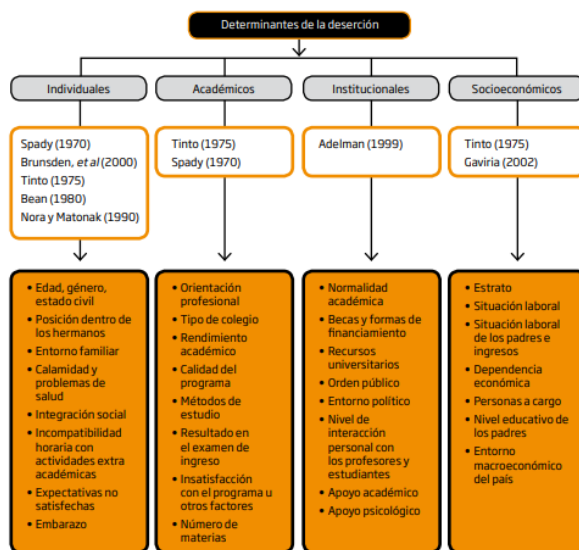 Determinantes de la deserción
Individuales
Académicos
Institucionales
Socioeconómicos
Spady (1970)
Brunsden, et al (2000)
Tinto (1975)
Bean (1980)
Nora y Matonak (1990)
Tinto (1975)
Spady (1970)
Adelman (1999)
Tinto (1975)
Gaviria (2002)
• Edad, género,
estado civil
• Posición dentro de
los hermanos
• Entorno familiar
• Calamidad y
problemas de
salud
• Integración social
• Incompatibilidad
horaria con
actividades extra
académicas
• Expectativas no
satisfechas
• Embarazo
• Orientación
profesional
• Tipo de colegio
• Rendimiento
académico
• Calidad del
programa
• Métodos de
estudio
• Resultado en
el examen de
ingreso
• Insatisfacción
con el programa u
otros factores
• Número de
materias
• Normalidad
académica
• Becas y formas de
financiamiento
• Recursos
universitarios
• Orden público
• Entorno político
• Nivel de
interacción
personal con
los profesores y
estudiantes
• Apoyo académico
• Apoyo psicológico
• Estrato
• Situación laboral
• Situación laboral
de los padres e
ingresos
• Dependencia
económica
• Personas a cargo
• Nivel educativo de
los padres
• Entorno
macroeconómico
del país